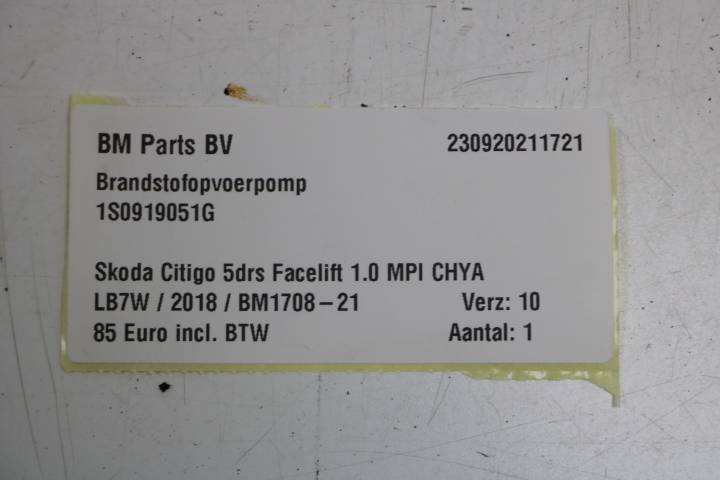 BM Parts BV 230920211721
Brandstofopvoerpomp
1S0919051G
Skoda Citigo 5drs Facelift 1.0 MPI CHYA
LB7W / 2018 / BM1708-21 Verz: 10
85 Euro incl. BTW Aantal: 1